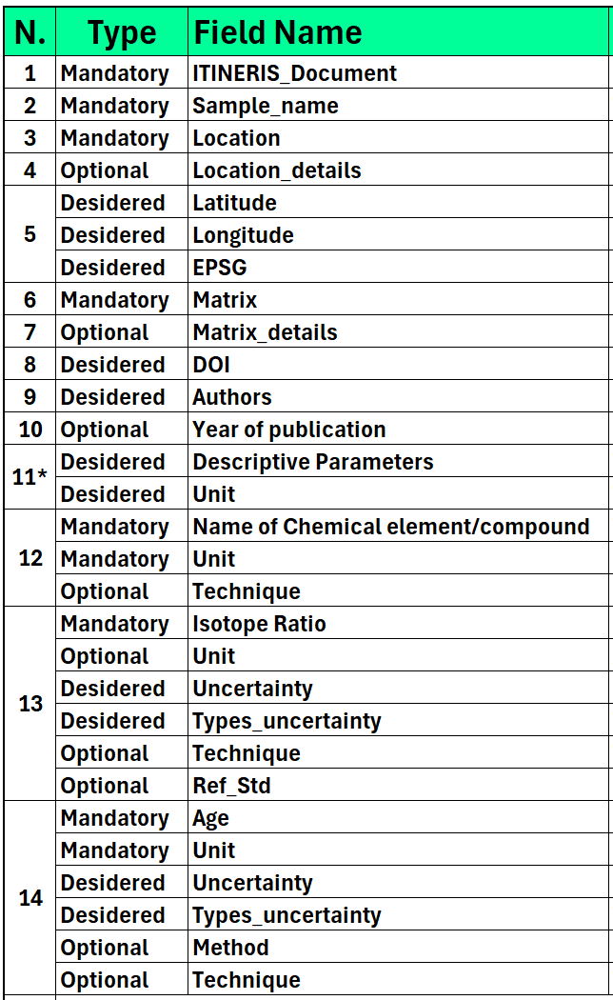 N. Type Field Name
1 Mandatory ITINERIS_Document
2 Mandatory Sample_name
3 Mandatory Location
4 Optional Location_details
5 Desidered Latitude
Desidered Longitude
Desidered EPSG
6 Mandatory Matrix
7 Optional Matrix_details
8 Desidered DOI
9 Desidered Authors
10 Optional Year of publication
11* Desidered Descriptive Parameters
Desidered Unit
12 Mandatory Name of Chemical element/compound
Mandatory Unit
Optional Technique
13 Mandatory Isotope Ratio
Optional Unit
Desidered Uncertainty
Desidered Types_uncertainty
Optional Technique
Optional Ref_Std
14 Mandatory Age
Mandatory Unit
Desidered Uncertainty
Desidered Types_uncertainty
Optional Method
Optional Technique